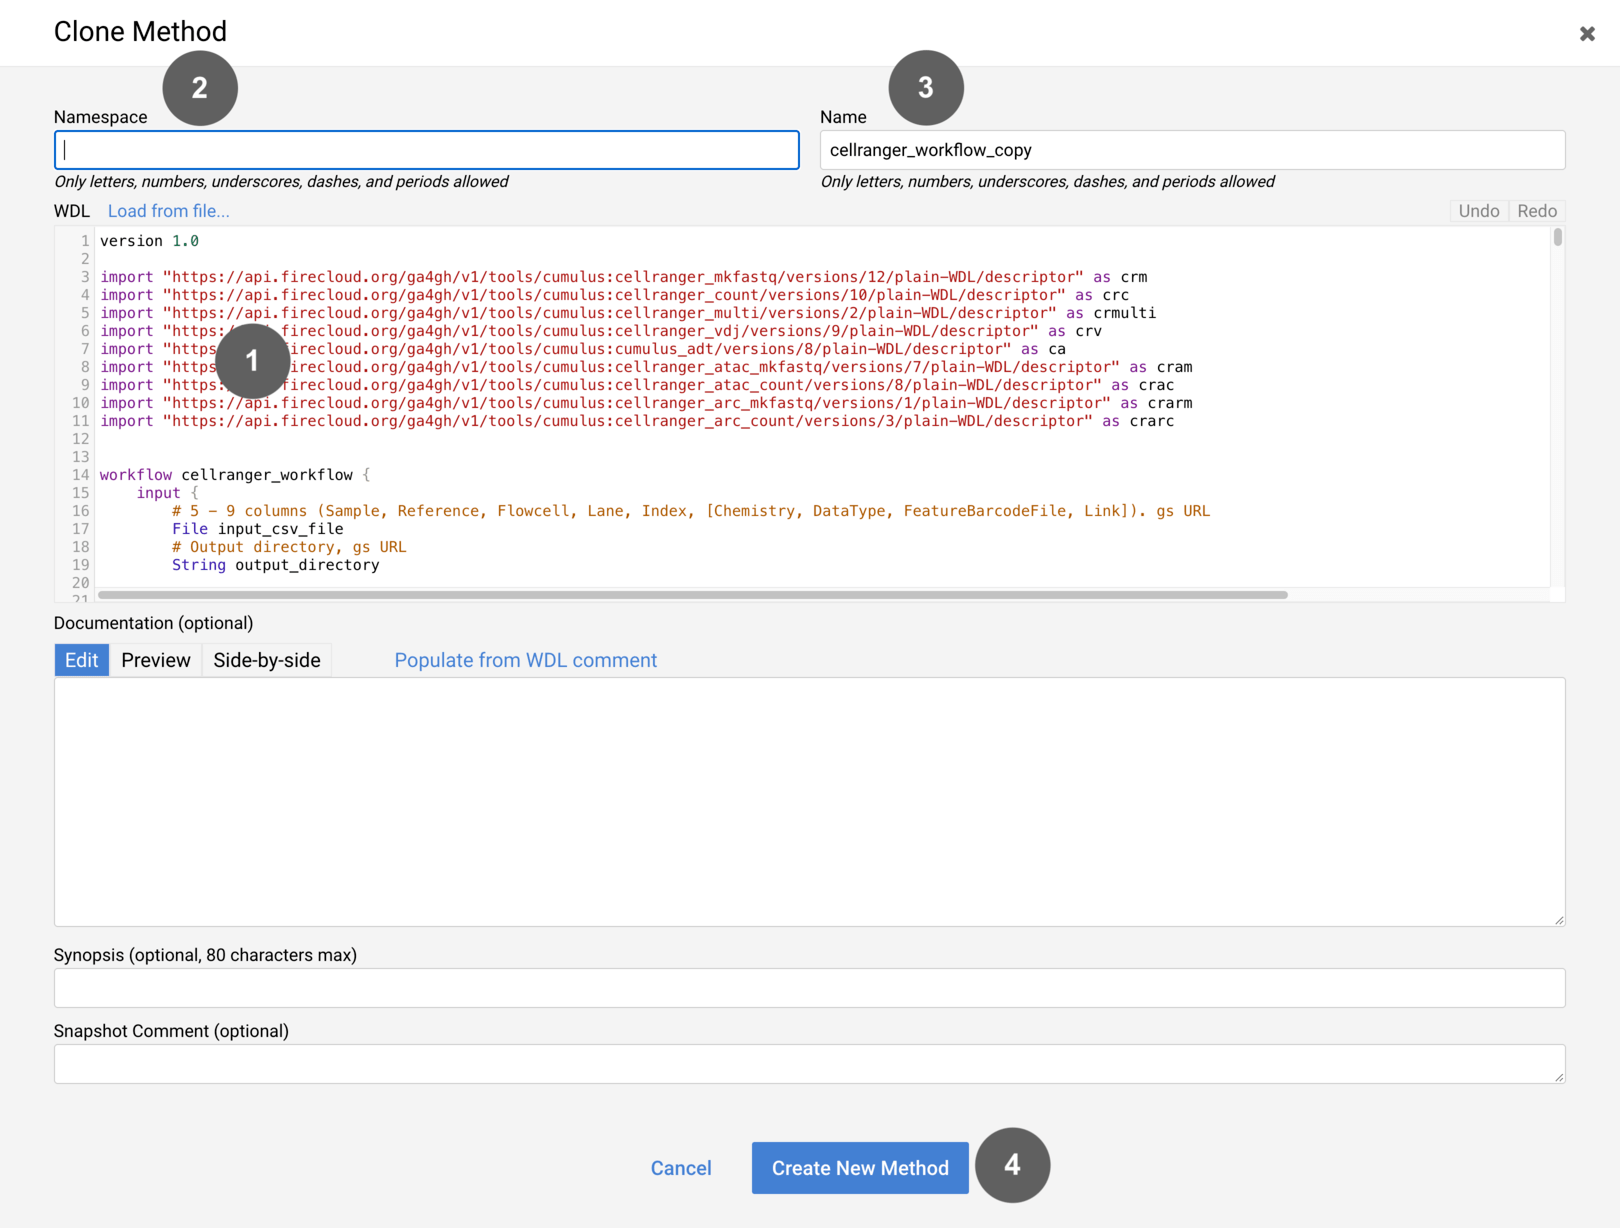 Clone Method
2
3
Namespace
Name
cellranger_workflow_copy
Only letters, numbers, underscores, dashes, and periods allowed
Only letters, numbers, underscores, dashes, and periods allowed
WDL Load from file...
Undo Redo
1 version 1.0
2
3 import "https://api.firecloud.org/ga4gh/v1/tools/cumulus:cellranger_mkfastq/versions/12/plain-WDL/descriptor" as crm
4 import "https://api.firecloud.org/ga4gh/v1/tools/cumulus:cellranger_count/versions/10/plain-WDL/descriptor" as crc
5 import "https://api.firecloud.org/ga4gh/v1/tools/cumulus:cellranger_multi/versions/2/plain-WDL/descriptor" as crmulti
6 import "https: firecloud.org/ga4gh/v1/tools/cumulus:cellranger_vdj/versions/9/plain-WDL/descriptor" as crv
7 import "https irecloud.org/ga4gh/v1/tools/cumulus:cumulus_adt/versions/8/plain-WDL/descriptor" as ca
8 import "https irecloud.org/ga4gh/v1/tools/cumulus:cellranger_atac_mkfastq/versions/7/plain-WDL/descriptor" as cram
9 import "https: firecloud.org/ga4gh/v1/tools/cumulus:cellranger_atac_count/versions/8/plain-WDL/descriptor" as crac
10 import "https://api.firecloud.org/ga4gh/v1/tools/cumulus:cellranger_arc_mkfastq/versions/1/plain-WDL/descriptor" as crarm
11 import "https://api.firecloud.org/ga4gh/v1/tools/cumulus:cellranger_arc_count/versions/3/plain-WDL/descriptor" as crarc
1
12
13
14 workflow cellranger_workflow {
15 input {
16 # 5 – 9 columns (Sample, Reference, Flowcell, Lane, Index, [Chemistry, DataType, FeatureBarcodeFile, Link]). gs URL
17 File input_csv_file
18 # Output directory, gs URL
19 String output_directory
20
21
Documentation (optional)
Edit Preview Side-by-side Populate from WDL comment
Synopsis (optional, 80 characters max)
Snapshot Comment (optional)
Cancel Create New Method 4